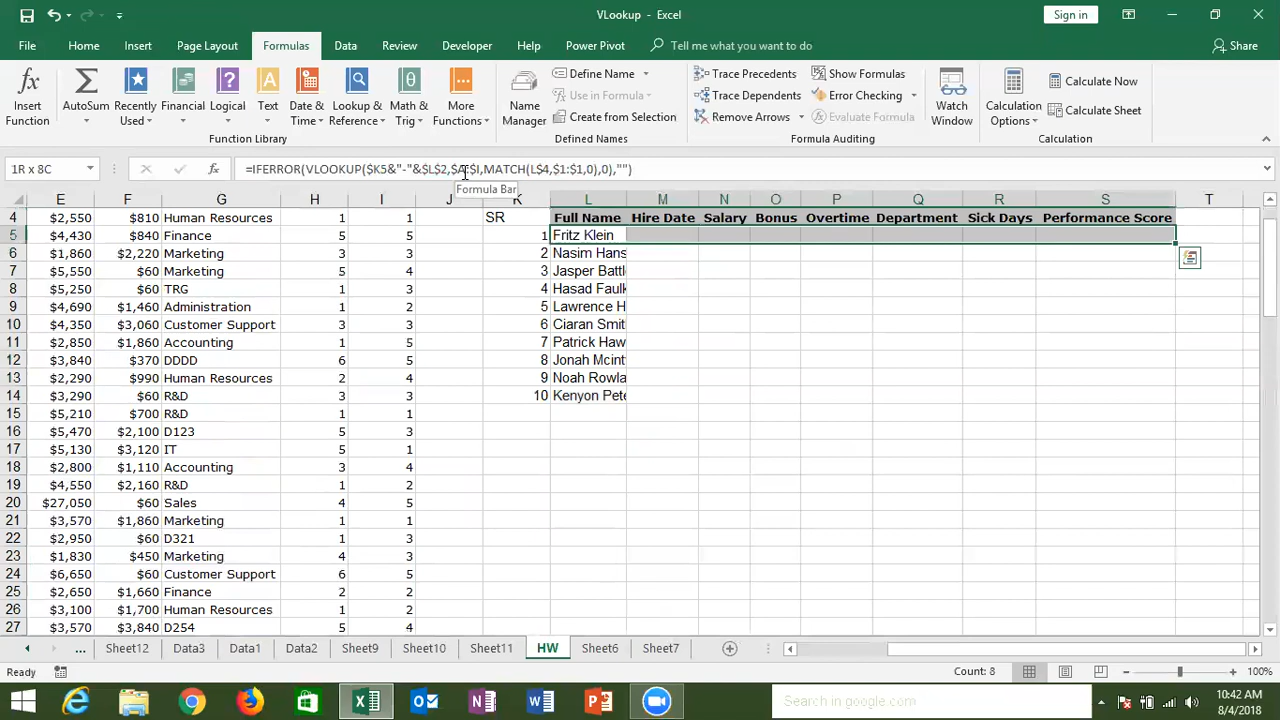 VLookup - Excel
Sign in
File Home Insert Page Layout Formulas Data Review Developer Help Power Pivot Tell me what you want to do Share
Insert Function
AutoSum
Recently Used
Financial
Logical
Text
Date & Time
Lookup & Reference
Math & Trig
More Functions
Function Library
Name Manager
Define Name
Use in Formula
Create from Selection
Defined Names
Trace Precedents
Trace Dependents
Remove Arrows
Show Formulas
Error Checking
Evaluate Formula
Formula Auditing
Watch Window
Calculation Options
Calculate Now
Calculate Sheet
Calculation
1R x 8C
=IFERROR(VLOOKUP($K5&"-"&$L$2,$A:$I,MATCH(L$4,$1:$1,0),0),"")
Formula Bar
E F G H I J K L M N O P Q R S T
4 $2,550 $810 Human Resources 1 1 SR Full Name Hire Date Salary Bonus Overtime Department Sick Days Performance Score
5 $4,430 $840 Finance 5 5 1 Fritz Klein
6 $1,860 $2,220 Marketing 3 3 2 Nasim Hans
7 $5,250 $60 Marketing 5 4 3 Jasper Battl
8 $5,250 $60 TRG 1 3 4 Hasad Faulk
9 $4,690 $1,460 Administration 1 2 5 Lawrence H
10 $4,350 $3,060 Customer Support 3 3 6 Ciaran Smit
11 $2,850 $1,860 Accounting 1 5 7 Patrick Haw
12 $3,840 $370 DDDD 6 5 8 Jonah Mcint
13 $2,290 $990 Human Resources 2 4 9 Noah Rowla
14 $3,290 $60 R&D 3 3 10 Kenyon Pete
15 $5,210 $700 R&D 1 1
16 $5,470 $2,100 D123 5 3
17 $5,130 $3,120 IT 5 1
18 $2,800 $1,110 Accounting 3 4
19 $4,550 $2,160 R&D 1 2
20 $27,050 $60 Sales 4 5
21 $3,570 $1,860 Marketing 1 1
22 $2,950 $60 D321 1 3
23 $1,830 $450 Marketing 4 3
24 $6,650 $60 Customer Support 6 5
25 $2,650 $1,660 Finance 2 2
26 $3,100 $1,700 Human Resources 1 2
27 $3,570 $3,840 D254 5 4
... Sheet12 Data3 Data1 Data2 Sheet9 Sheet10 Sheet11 HW Sheet6 Sheet7
Ready
Count: 8
100%
Search in google.com
10:42 AM
8/4/2018